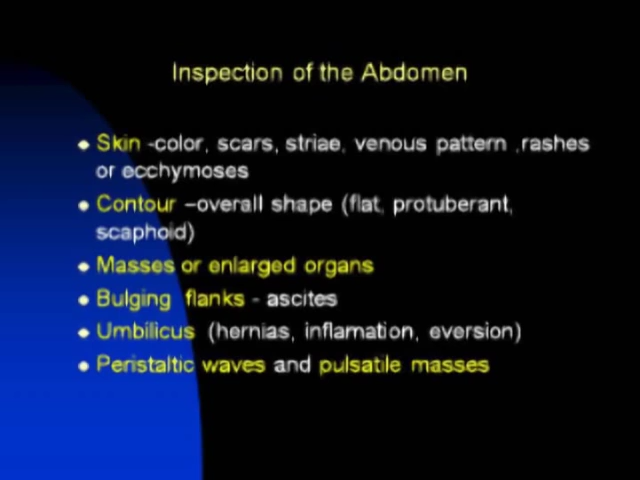 Inspection of the Abdomen
Skin -color, scars, striae, venous pattern ,rashes
or ecchymoses
Contour –overall shape (flat, protuberant,
scaphoid)
Masses or enlarged organs
Bulging flanks - ascites
Umbilicus (hernias, inflamation, eversion)
Peristaltic waves and pulsatile masses